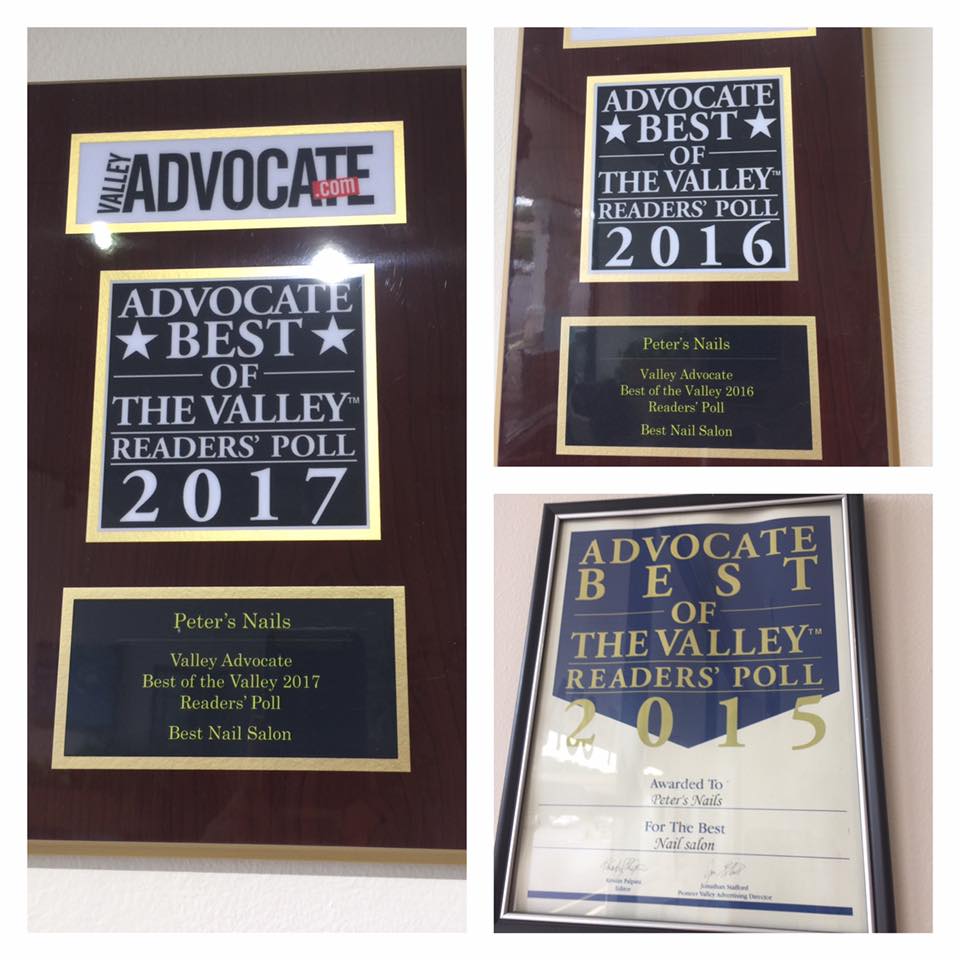 VALLEY
ADVOCATE
.com
ADVOCATE
BEST
OF
THE VALLEY™
READERS' POLL
2017
Peter's Nails
Valley Advocate
Best of the Valley 2017
Readers' Poll
Best Nail Salon
ADVOCATE
BEST
OF
THE VALLEY™
READERS' POLL
2016
Peter's Nails
Valley Advocate
Best of the Valley 2016
Readers' Poll
Best Nail Salon
ADVOCATE
BEST
OF
THE VALLEY™
READERS' POLL
2015
Awarded To
Peter's Nails
For The Best
Nail salon
Editor
Jonathan Stafford
Pioneer Valley Advertising Director